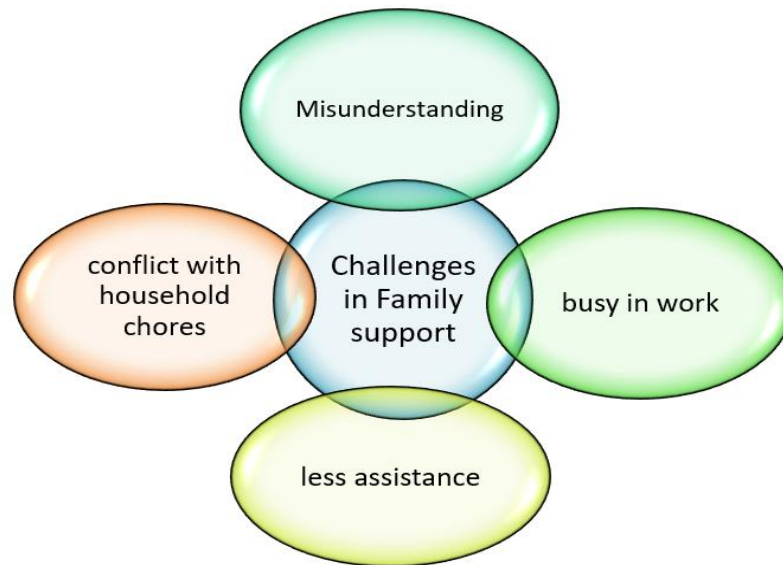 Misunderstanding
conflict with
household
chores
Challenges
in Family
support
busy in work
less assistance